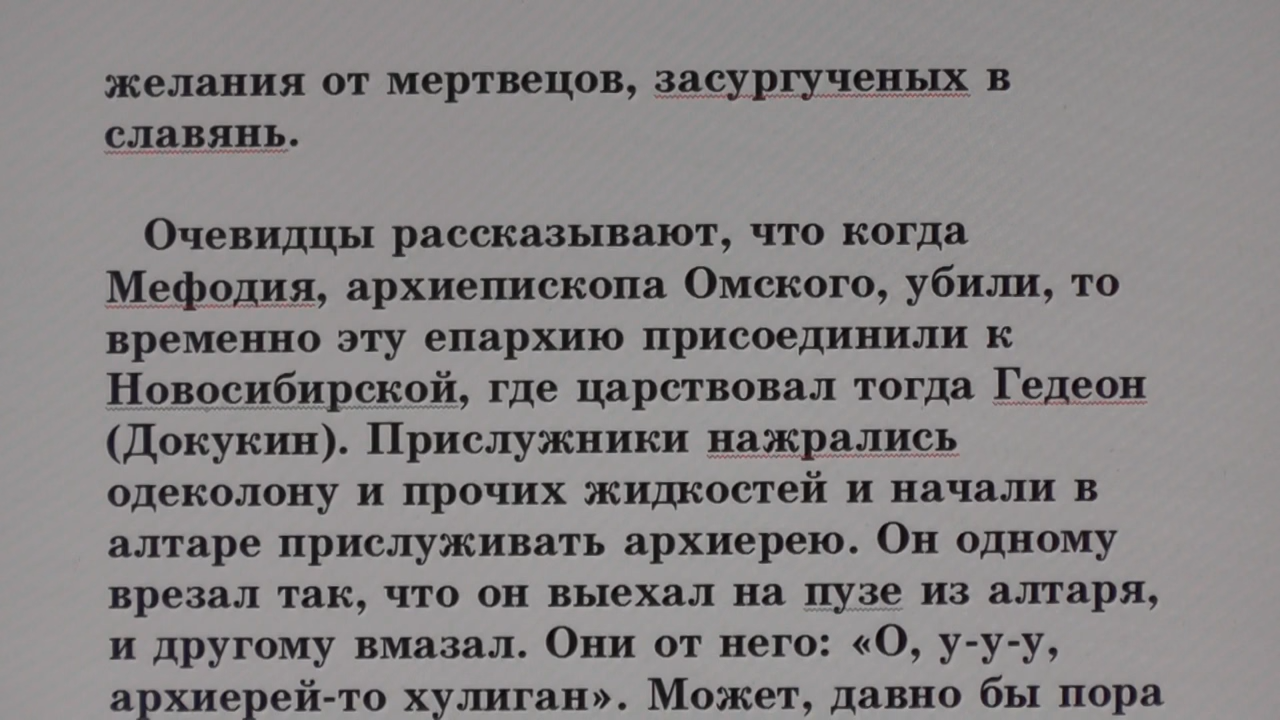 желания от мертвецов, засургученых в
славянь.
Очевидцы рассказывают, что когда
Мефодия, архиепископа Омского, убили, то
временно эту епархию присоединили к
Новосибирской, где царствовал тогда Гедеон
(Докукин). Прислужники нажрались
одеколону и прочих жидкостей и начали в
алтаре прислуживать архиерею. Он одному
врезал так, что он выехал на пузе из алтаря,
и другому вмазал. Они от него: «О, у-у-у,
архиерей-то хулиган». Может, давно бы пора